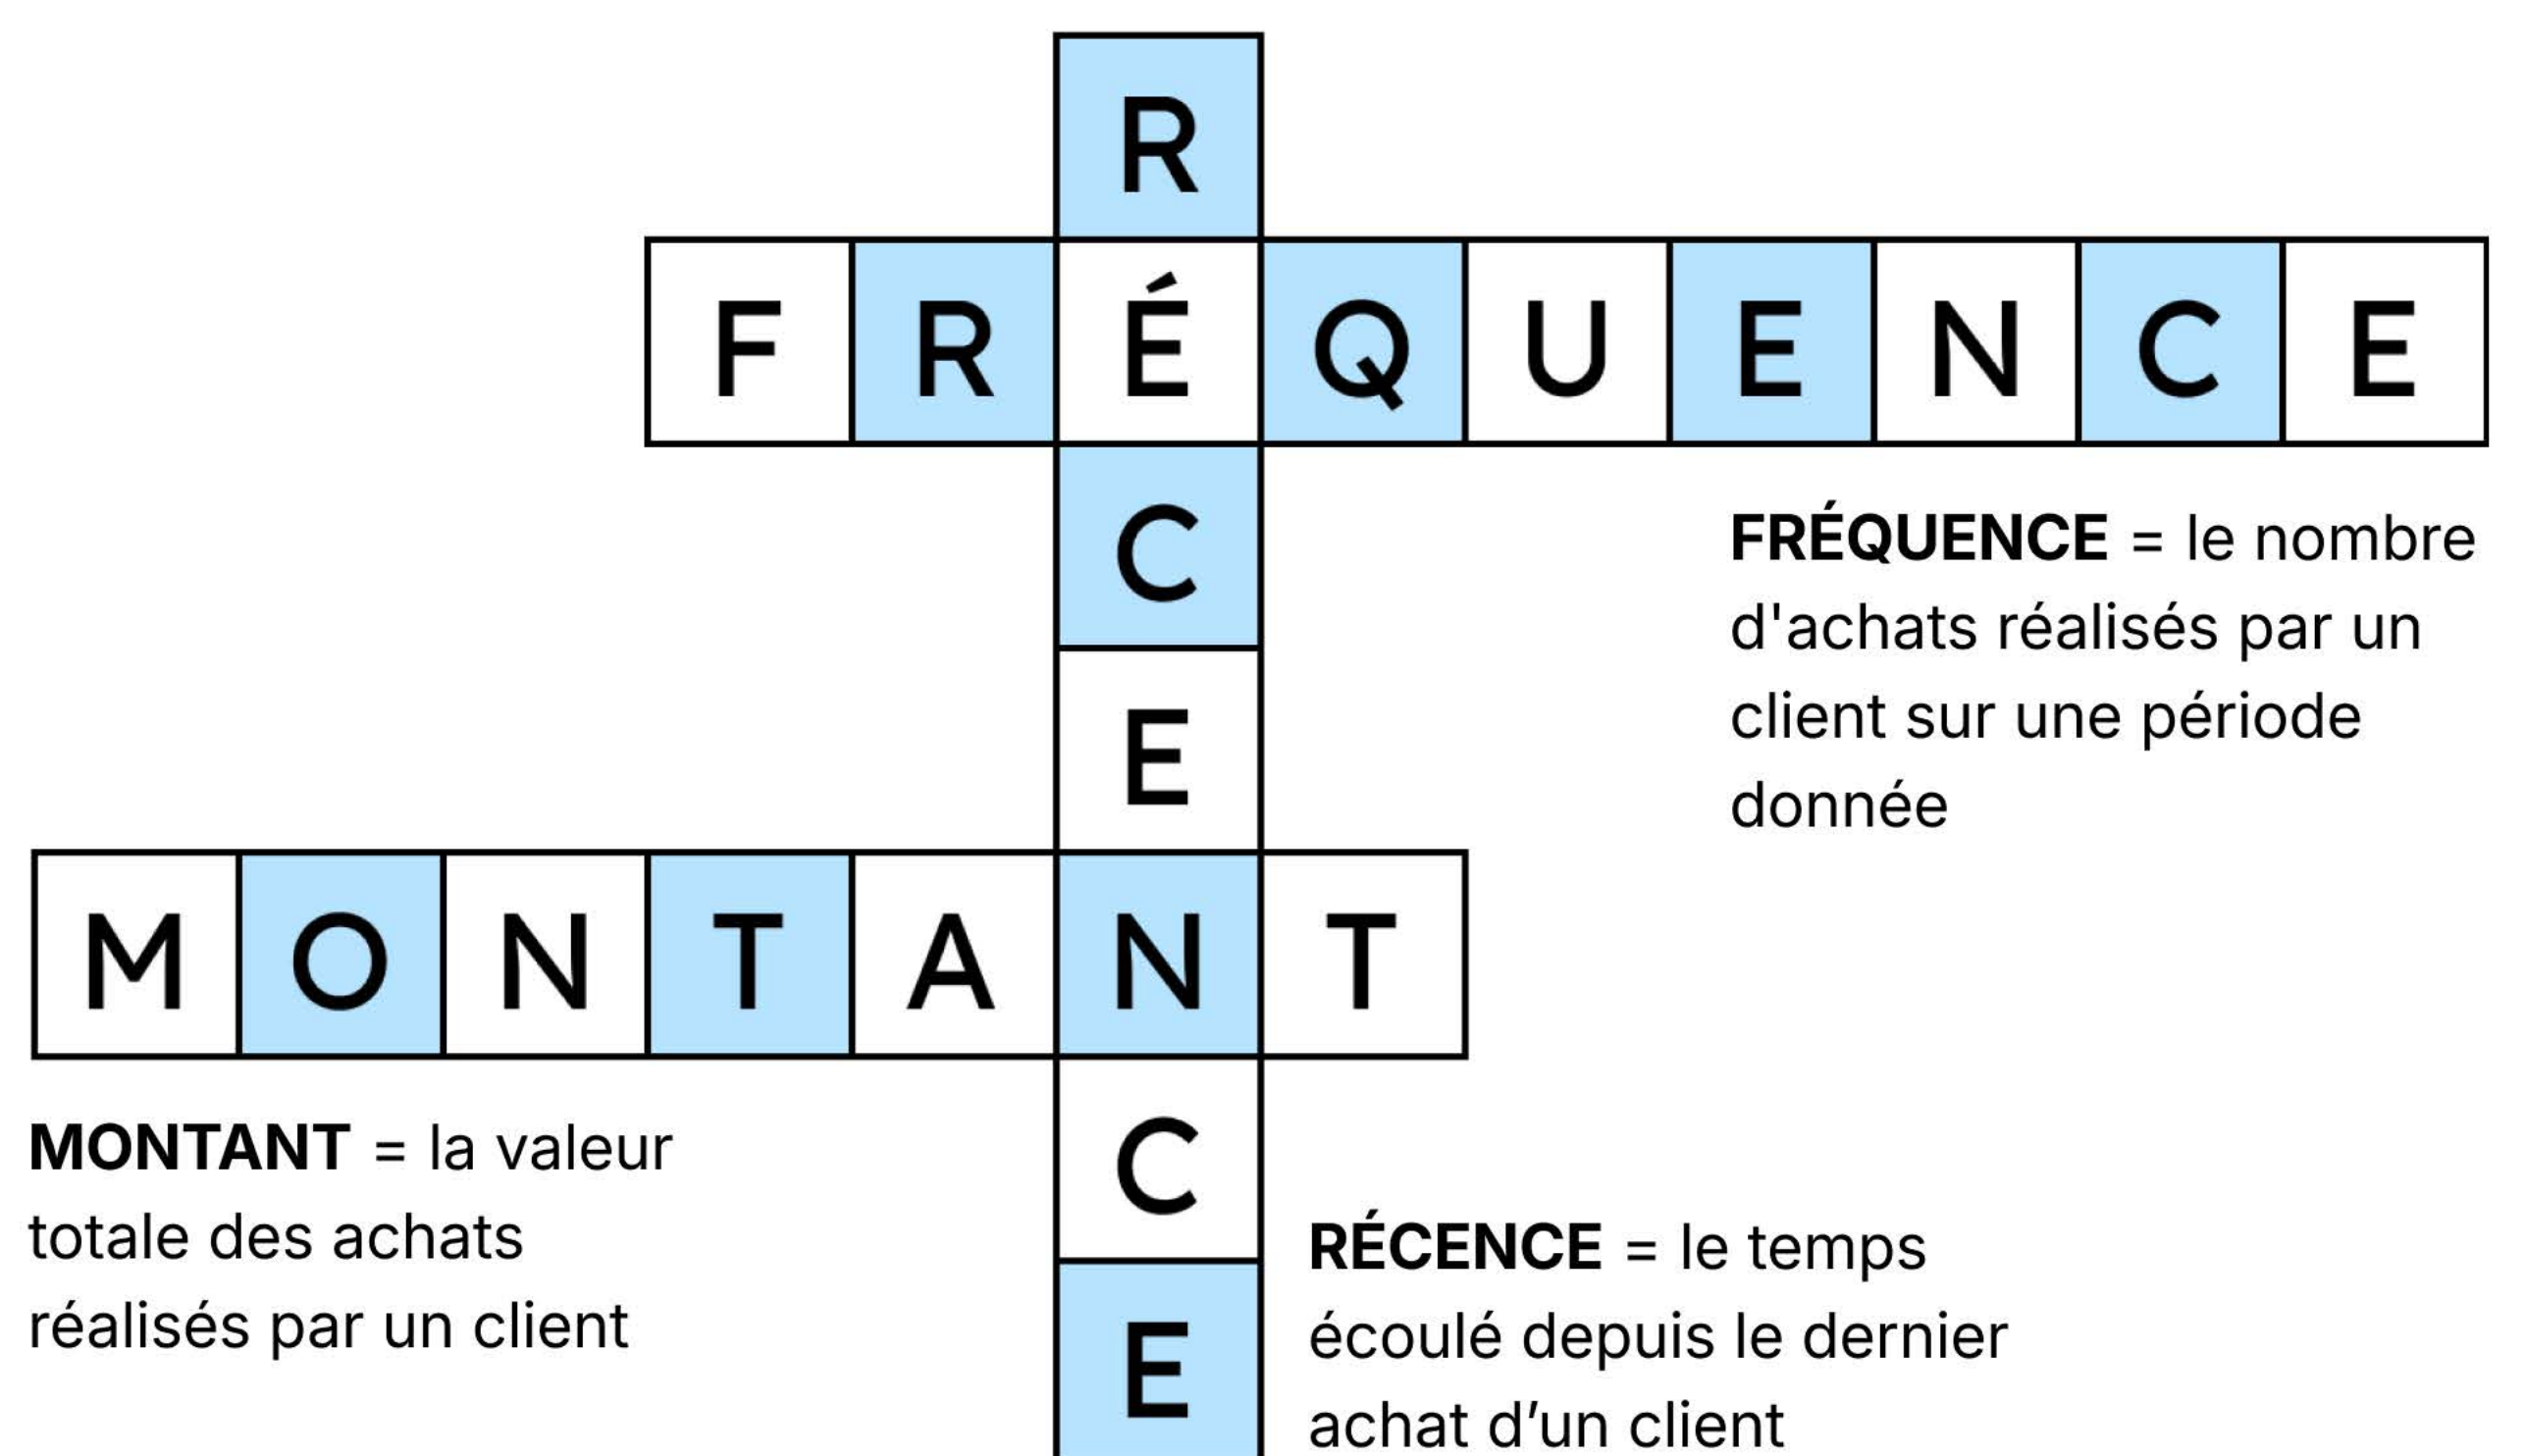 R
FRÉQUENCE
C
FRÉQUENCE = le nombre
d'achats réalisés par un
client sur une période
donnée
E
MONTANT
C
MONTANT = la valeur
totale des achats
réalisés par un client
E
RÉCENCE = le temps
écoulé depuis le dernier
achat d’un client